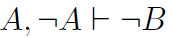 A, ¬A ⊢ ¬B